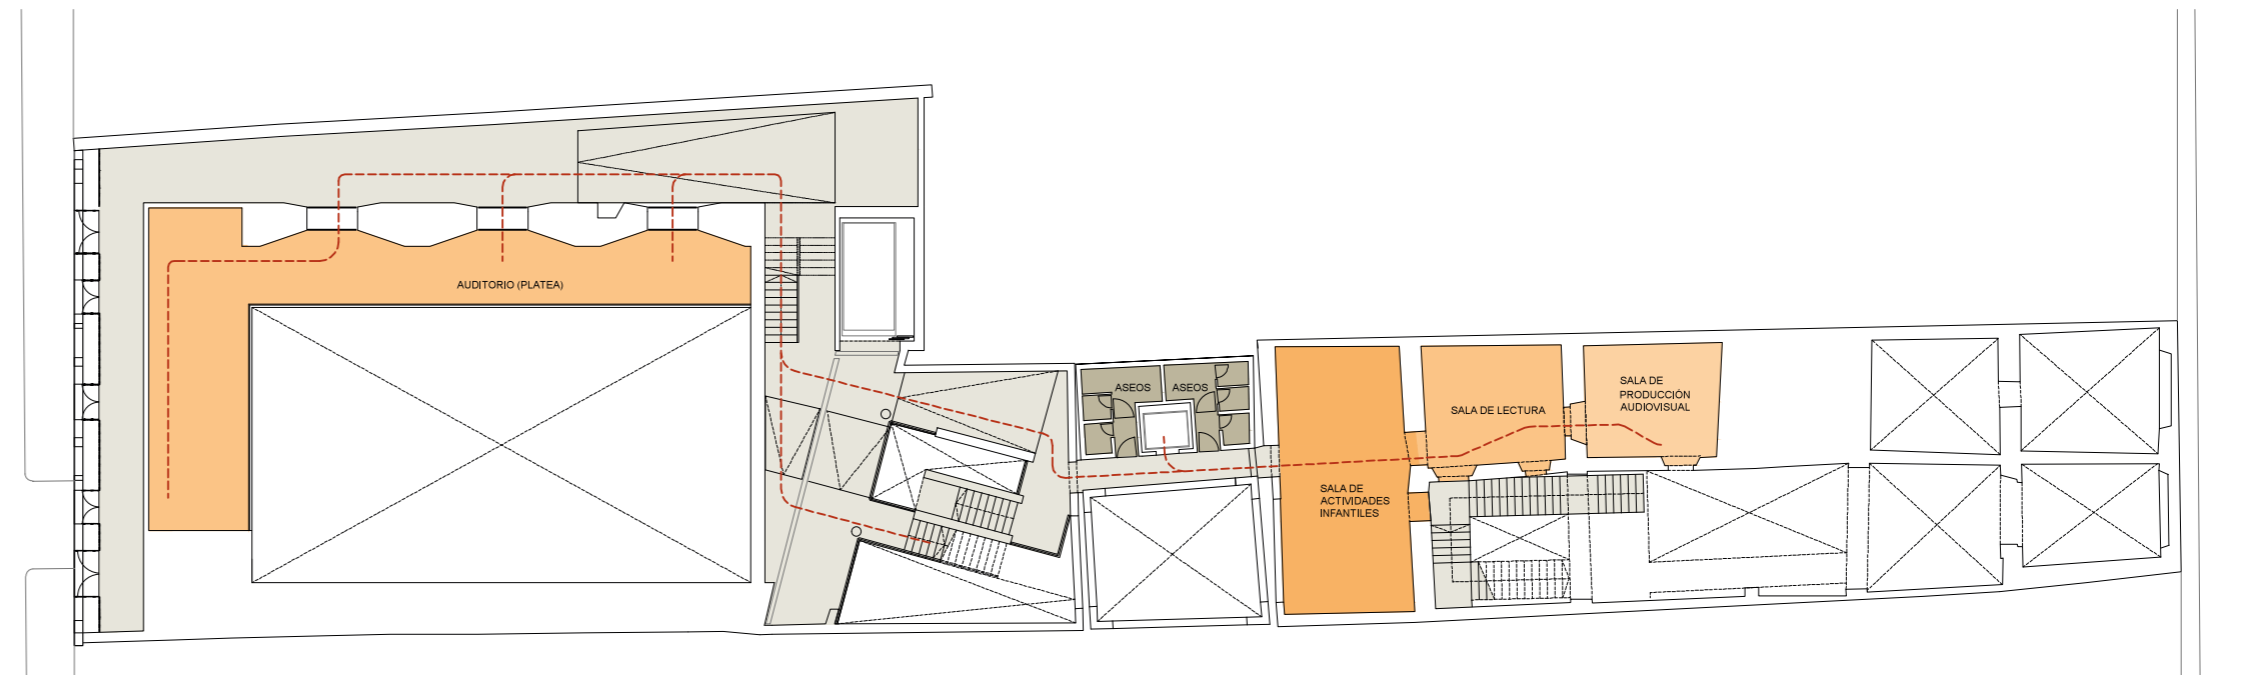 AUDITORIO (PLATEA)
ASEOS
ASEOS
SALA DE
ACTIVIDADES
INFANTILES
SALA DE LECTURA
SALA DE
PRODUCCIÓN
AUDIOVISUAL